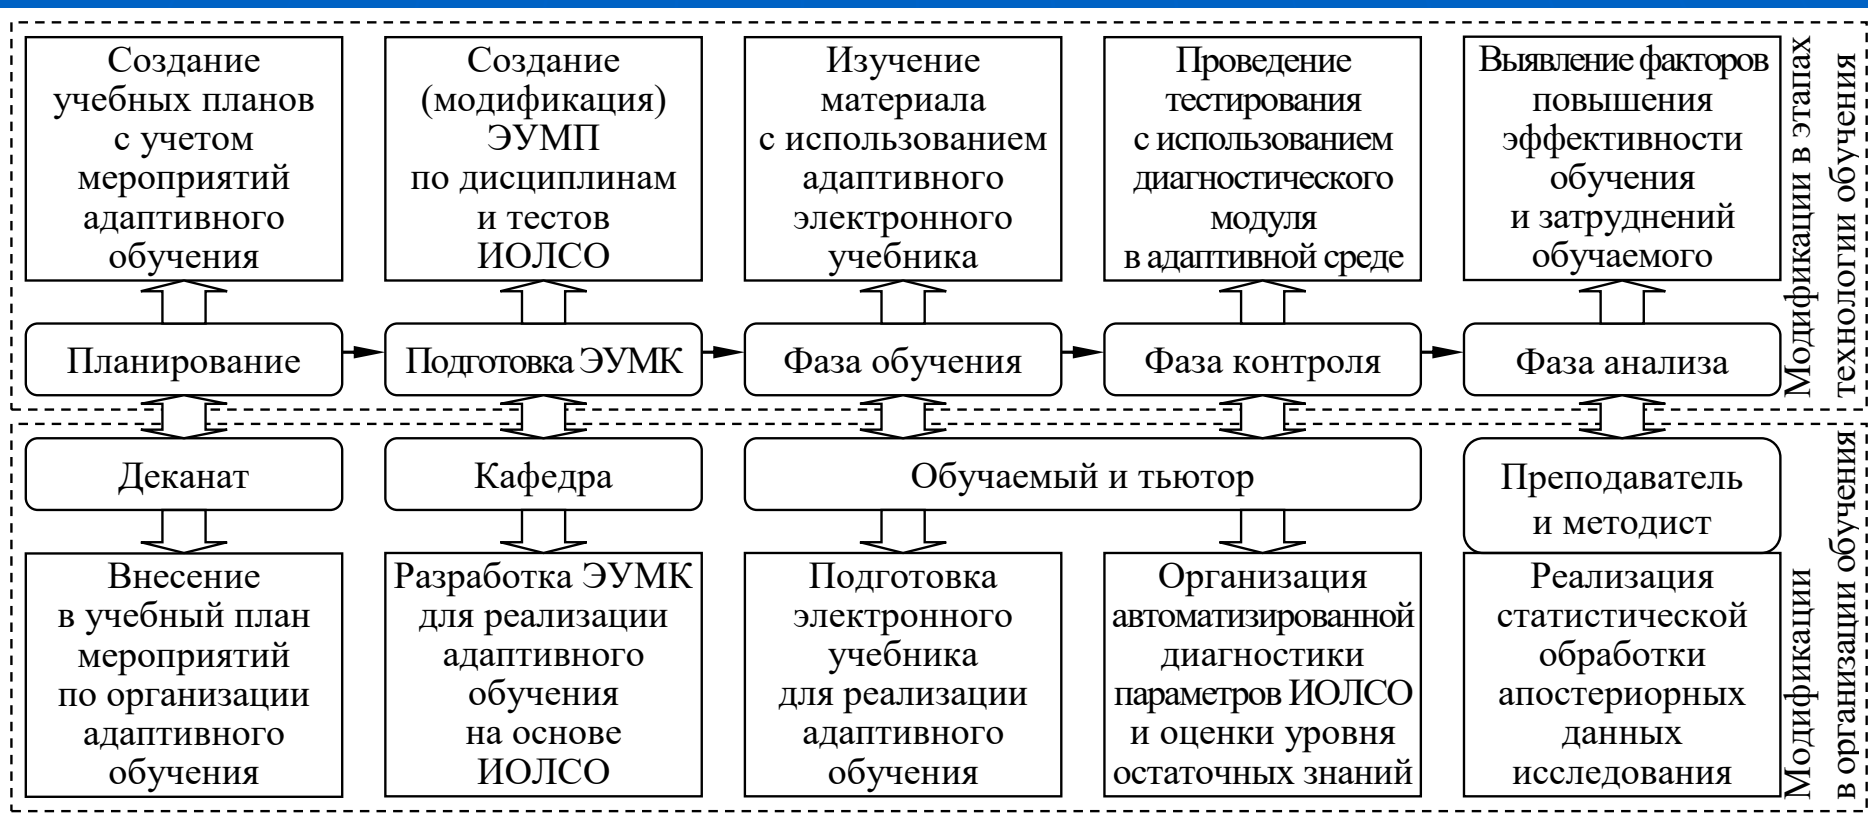 Создание
учебных планов
с учетом
мероприятий
адаптивного
обучения
Создание
(модификация)
ЭУМП
по дисциплинам
и тестов
ИОЛСО
Изучение
материала
с использованием
адаптивного
электронного
учебника
Проведение
тестирования
с использованием
диагностического
модуля
в адаптивной среде
Выявление факторов
повышения
эффективности
обучения
и затруднений
обучаемого
Модификации в этапах
технологии обучения
Планирование
Подготовка ЭУМК
Фаза обучения
Фаза контроля
Фаза анализа
Деканат
Кафедра
Обучаемый и тьютор
Преподаватель
и методист
Внесение
в учебный план
мероприятий
по организации
адаптивного
обучения
Разработка ЭУМК
для реализации
адаптивного
обучения
на основе
ИОЛСО
Подготовка
электронного
учебника
для реализации
адаптивного
обучения
Организация
автоматизированной
диагностики
параметров ИОЛСО
и оценки уровня
остаточных знаний
Реализация
статистической
обработки
апостериорных
данных
исследования
Модификации
в организации обучения